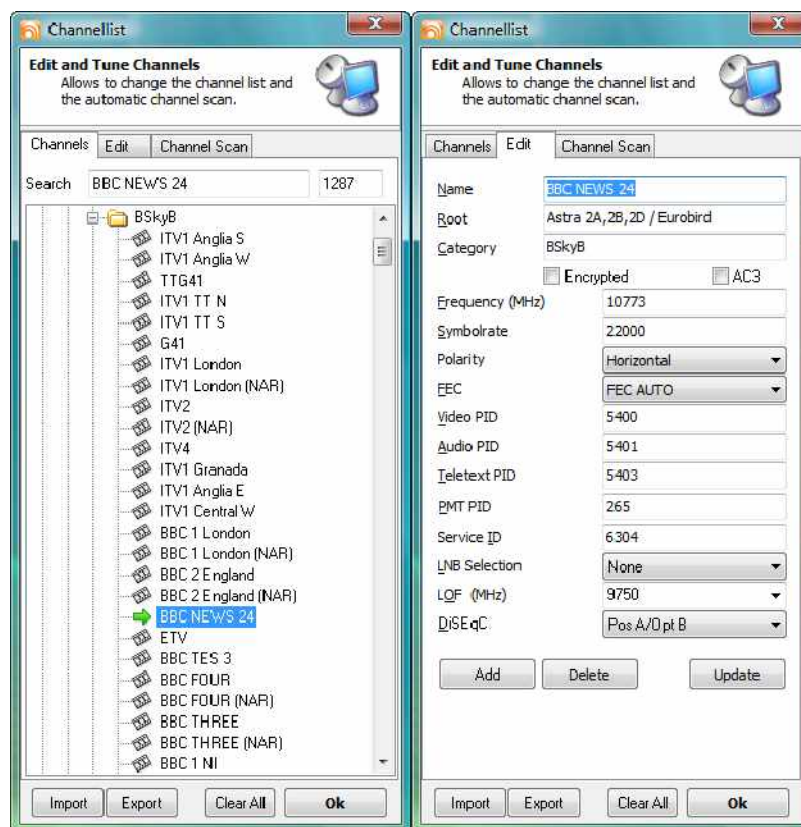 Channellist
Edit and Tune Channels
Allows to change the channel list and
the automatic channel scan.
Channels Edit Channel Scan
Search BBC NEWS 24 1287
BSkyB
ITV1 Anglia S
ITV1 Anglia W
TTG41
ITV1 TT N
ITV1 TT S
G41
ITV1 London
ITV1 London (NAR)
ITV2
ITV2 (NAR)
ITV4
ITV1 Granada
ITV1 Anglia E
ITV1 Central W
BBC 1 London
BBC 1 London (NAR)
BBC 2 England
BBC 2 England (NAR)
BBC NEWS 24
ETV
BBC TES 3
BBC FOUR
BBC FOUR (NAR)
BBC THREE
BBC THREE (NAR)
BBC 1 NI
Import Export Clear All Ok
Channellist
Edit and Tune Channels
Allows to change the channel list and
the automatic channel scan.
Channels Edit Channel Scan
Name BBC NEWS 24
Root Astra 2A,2B,2D / Eurobird
Category BSkyB
Encrypted AC3
Frequency (MHz) 10773
Symbolrate 22000
Polarity Horizontal
FEC FEC AUTO
Video PID 5400
Audio PID 5401
Teletext PID 5403
PMT PID 265
Service ID 6304
LNB Selection None
LOF (MHz) 9750
DiSEqC Pos A/Opt B
Add Delete Update
Import Export Clear All Ok